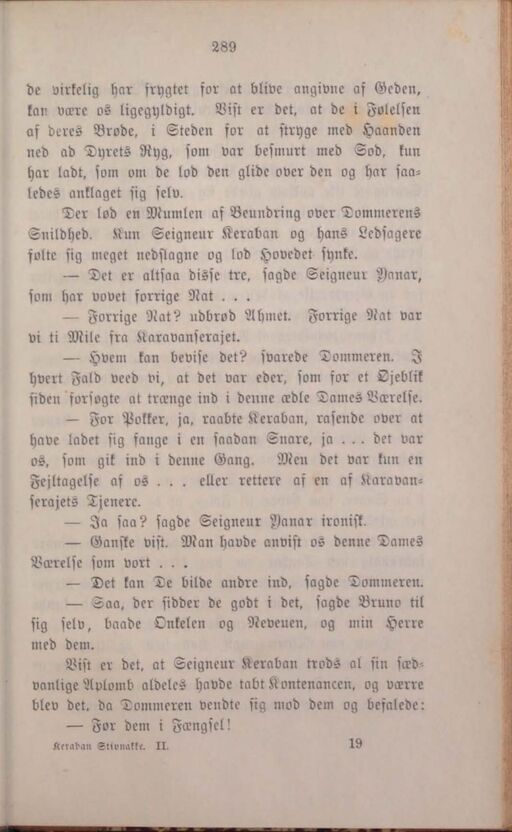 289
de virkelig har frygtet for at blive angivne af Geden,
kan være os ligegyldigt. Vist er det, at de i Følelsen
af deres Brøde, i Steden for at stryge med Haanden
ned ad Dyrets Ryg, som var besmurt med Sod, kun
har ladt, som om de lod den glide over den og har saa-
ledes anklaget sig selv.
Der lød en Mumlen af Beundring over Dommerens
Snildhed. Kun Seigneur Keraban og hans Ledsagere
følte sig meget nedslagne og lod Hovedet synke.
— Det er altsaa disse tre, sagde Seigneur Yanar,
som har vovet forrige Nat . . .
— Forrige Nat? udbrød Ahmet. Forrige Nat var
vi ti Mile fra Karavanserajet.
— Hvem kan bevise det? svarede Dommeren. I
hvert Fald veed vi, at det var eder, som for et Øjeblik
siden forsøgte at trænge ind i denne ædle Dames Værelse.
— For Pokker, ja, raabte Keraban, rasende over at
have ladet sig fange i en saadan Snare, ja . . . det var
os, som gik ind i denne Gang. Men det var kun en
Fejltagelse af os . . . eller rettere af en af Karavan-
serajets Tjenere.
— Ja saa? sagde Seigneur Yanar ironisk.
— Ganske vist. Man havde anvist os denne Dames
Værelse som vort . . .
— Det kan De bilde andre ind, sagde Dommeren.
— Saa, der sidder de godt i det, sagde Bruno til
sig selv, baade Onkelen og Neveuen, og min Herre
med dem.
Vist er det, at Seigneur Keraban trods al sin sæd-
vanlige Aplomb aldeles havde tabt Kontenancen, og værre
blev det, da Dommeren vendte sig mod dem og befalede:
— Før dem i Fængsel!
Keraban Stivnakke. II. 19